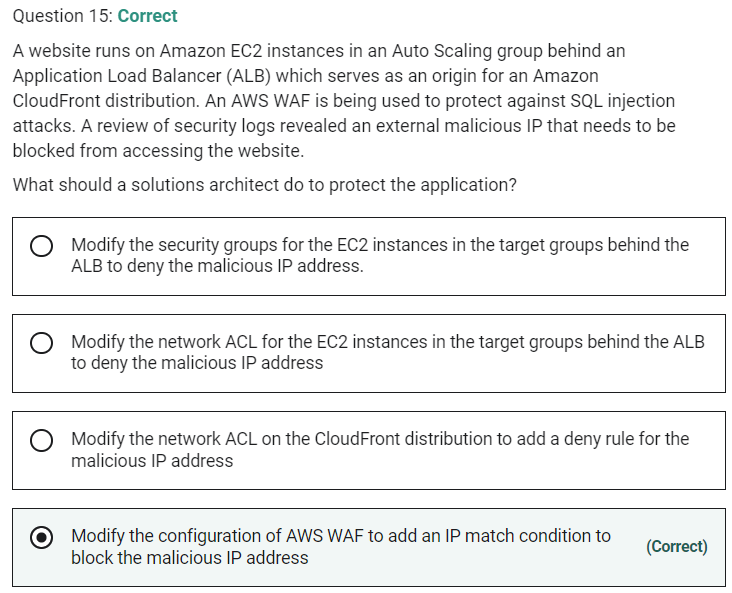 Question 15: Correct
A website runs on Amazon EC2 instances in an Auto Scaling group behind an
Application Load Balancer (ALB) which serves as an origin for an Amazon
CloudFront distribution. An AWS WAF is being used to protect against SQL injection
attacks. A review of security logs revealed an external malicious IP that needs to be
blocked from accessing the website.
What should a solutions architect do to protect the application?
Modify the security groups for the EC2 instances in the target groups behind the
ALB to deny the malicious IP address.
Modify the network ACL for the EC2 instances in the target groups behind the ALB
to deny the malicious IP address
Modify the network ACL on the CloudFront distribution to add a deny rule for the
malicious IP address
Modify the configuration of AWS WAF to add an IP match condition to
block the malicious IP address
(Correct)